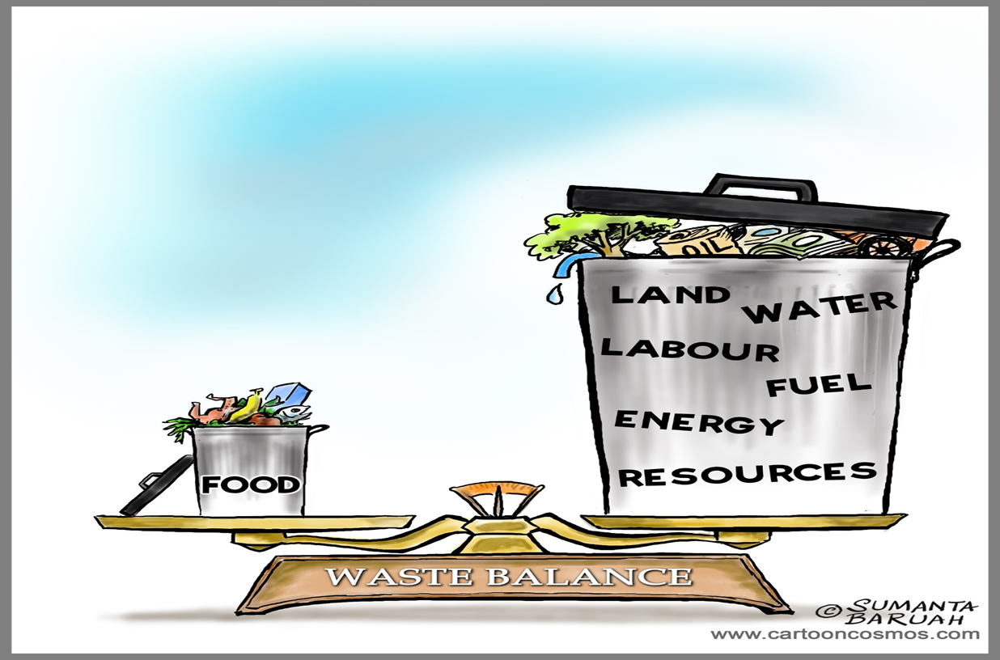 OIL
LAND
WATER
LABOUR
FUEL
ENERGY
RESOURCES
FOOD
WASTE BALANCE
© SUMANTA
BARUAH
www.cartooncosmos.com